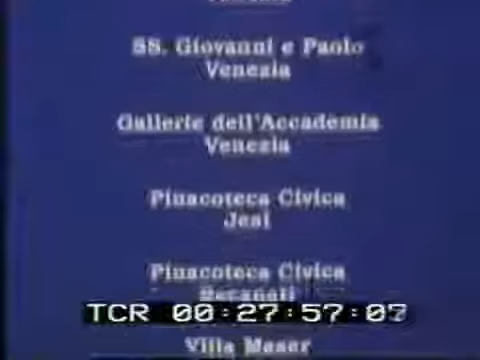 SS. Giovanni e Paolo
Venezia
Gallerie dell'Accademia
Venezia
Pinacoteca Civica
Jesi
Pinacoteca Civica
Recanati
TCR 00:27:57:07
Villa Maser